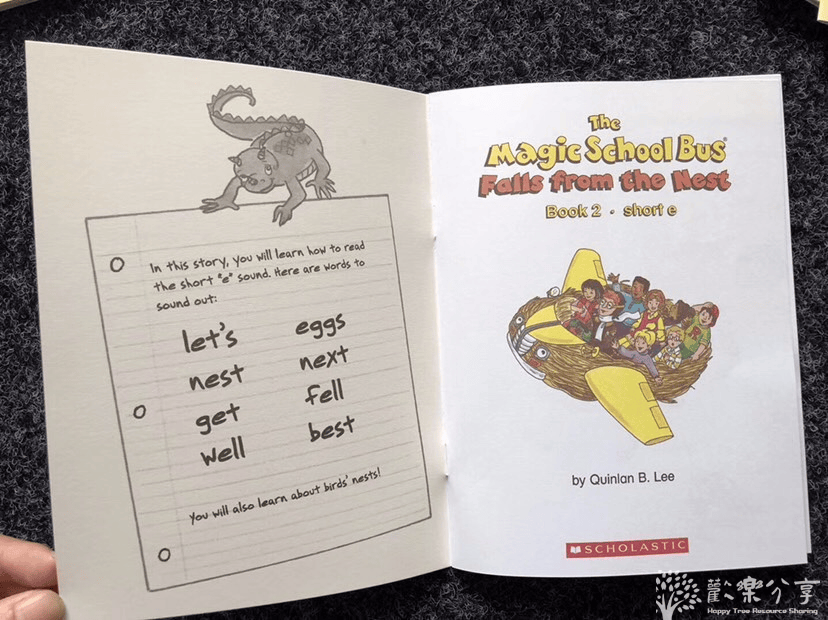 In this story, you will learn how to read
the short "e" sound. Here are words to
sound out:
let's eggs
nest next
get fell
well best
You will also learn about birds' nests!
The
Magic School Bus®
Falls from the Nest
Book 2 • short e
by Quinlan B. Lee
SCHOLASTIC
歡樂分享
Happy Tree Resource Sharing